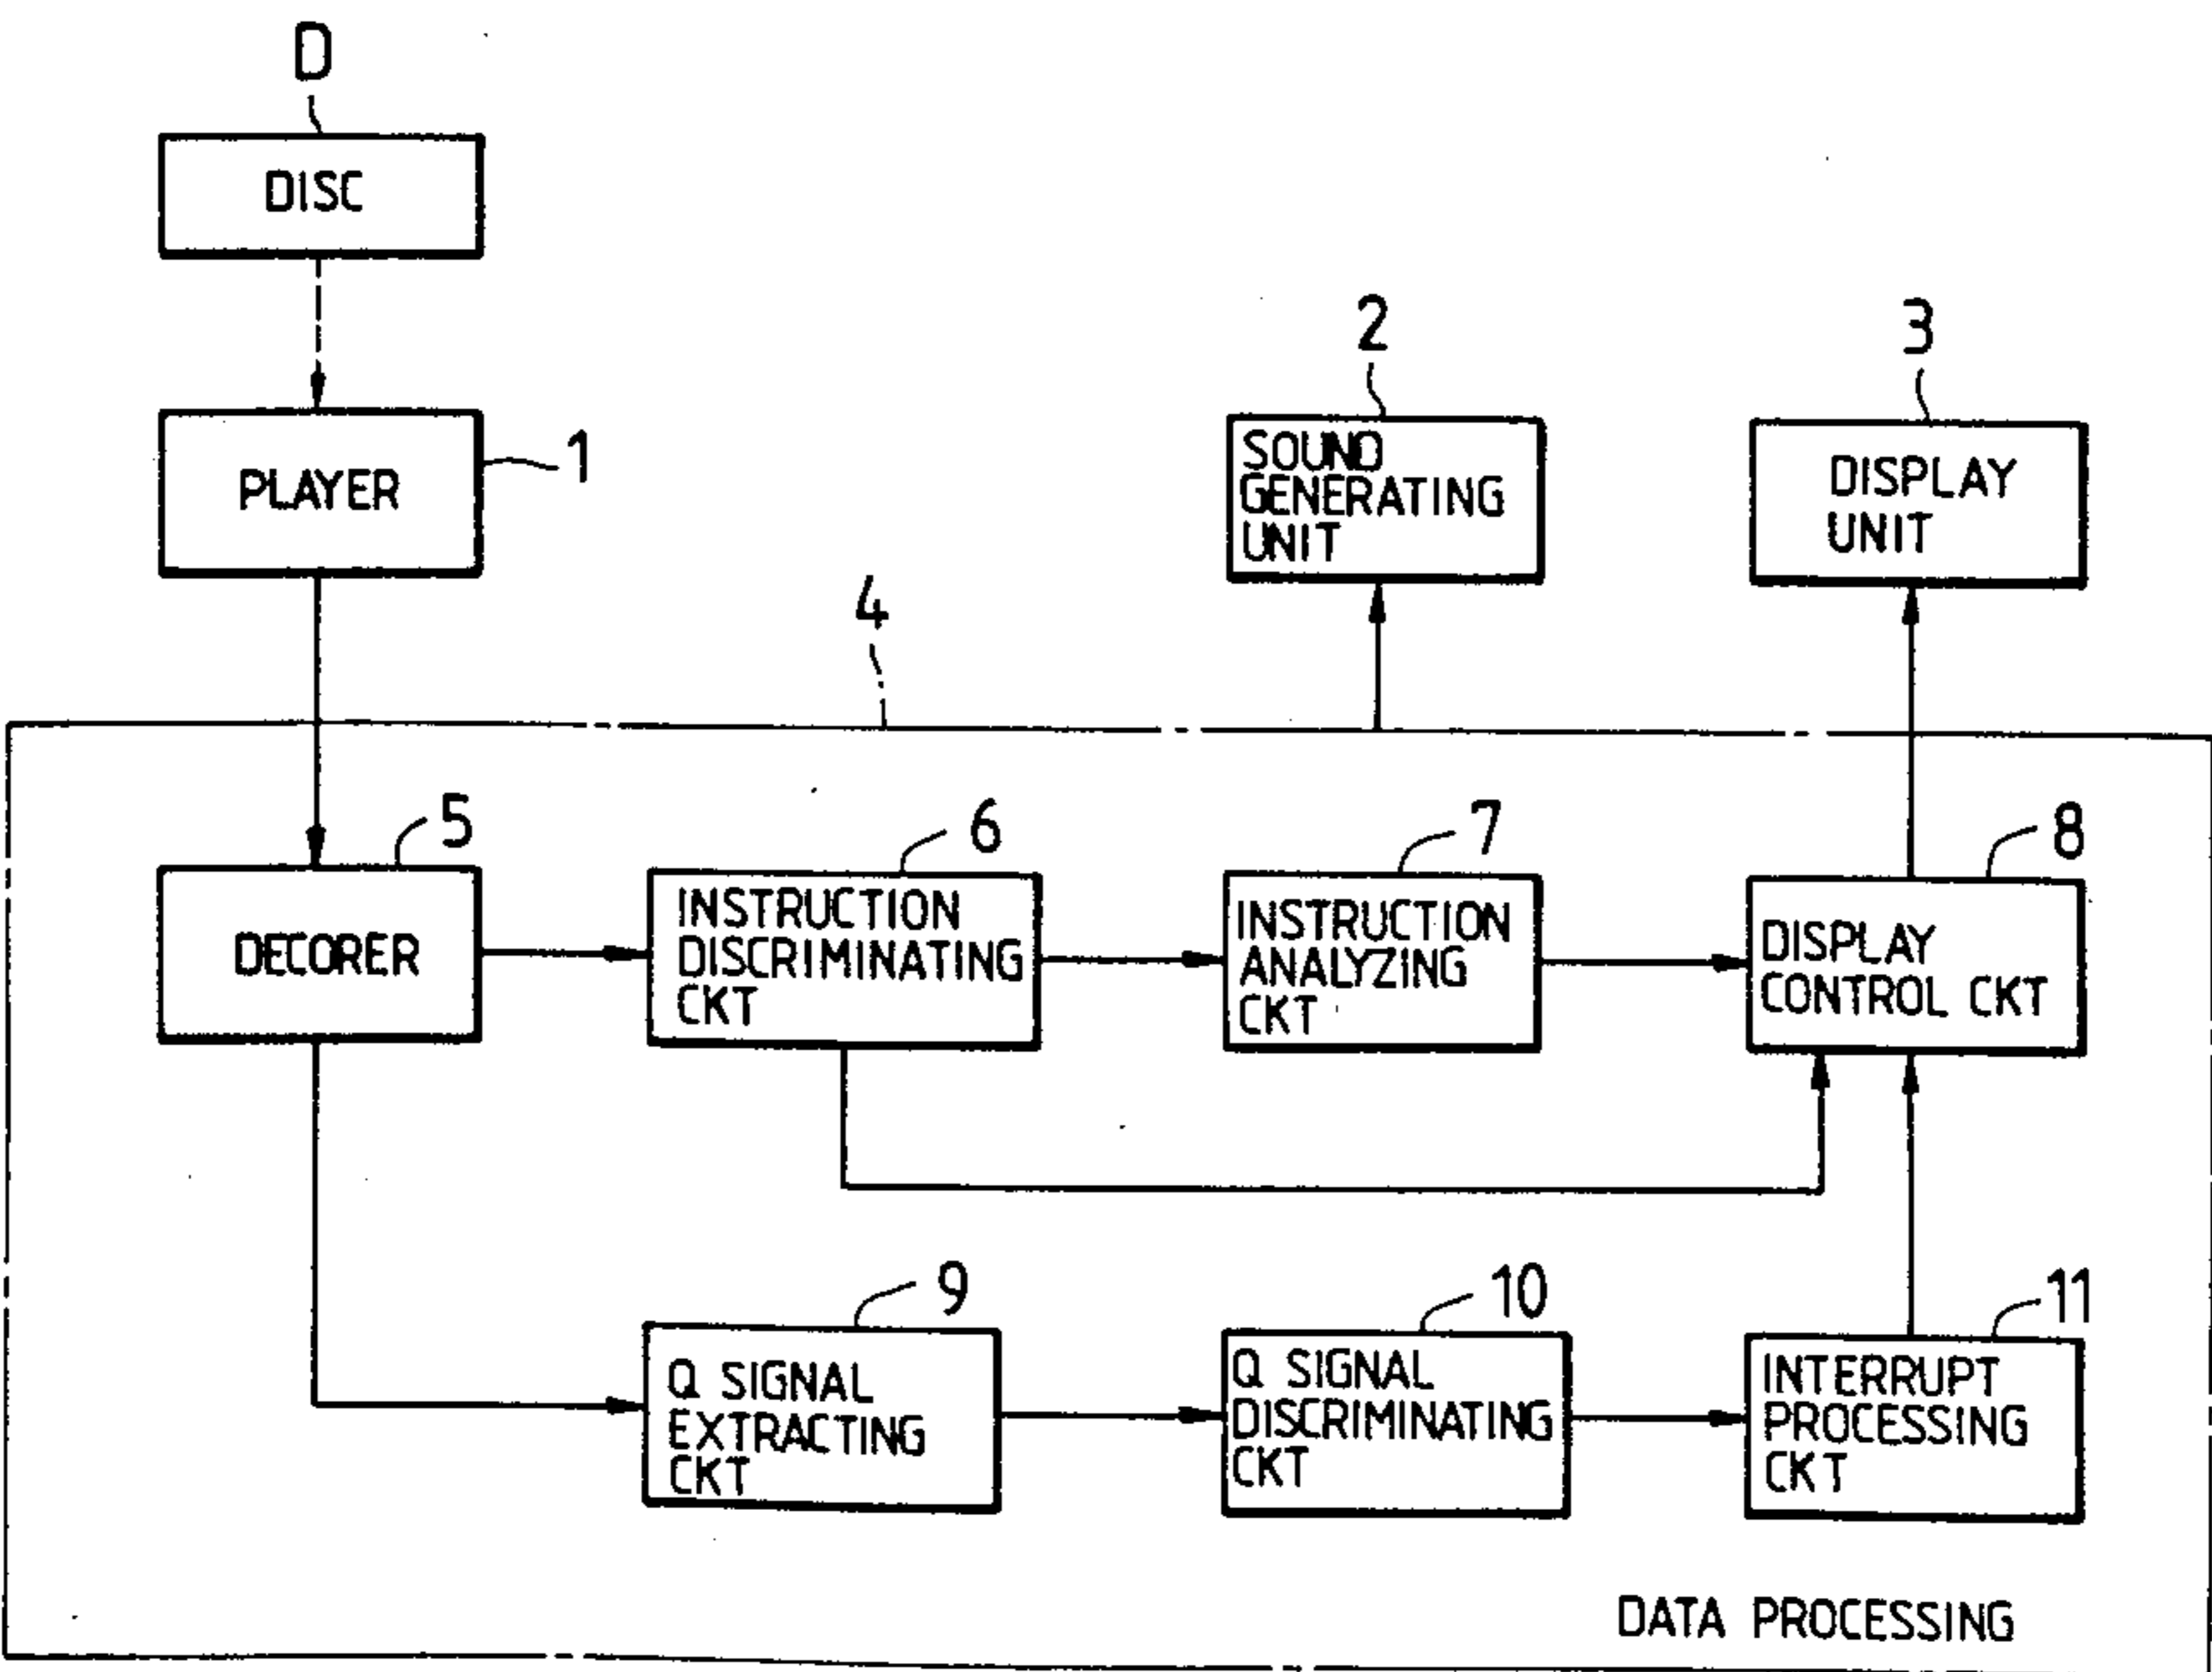 D
DISC
PLAYER
1
2
SOUND
GENERATING
UNIT
3
DISPLAY
UNIT
4
5
DECORER
6
INSTRUCTION
DISCRIMINATING
CKT
7
INSTRUCTION
ANALYZING
CKT
8
DISPLAY
CONTROL CKT
9
Q SIGNAL
EXTRACTING
CKT
10
Q SIGNAL
DISCRIMINATING
CKT
11
INTERRUPT
PROCESSING
CKT
DATA PROCESSING